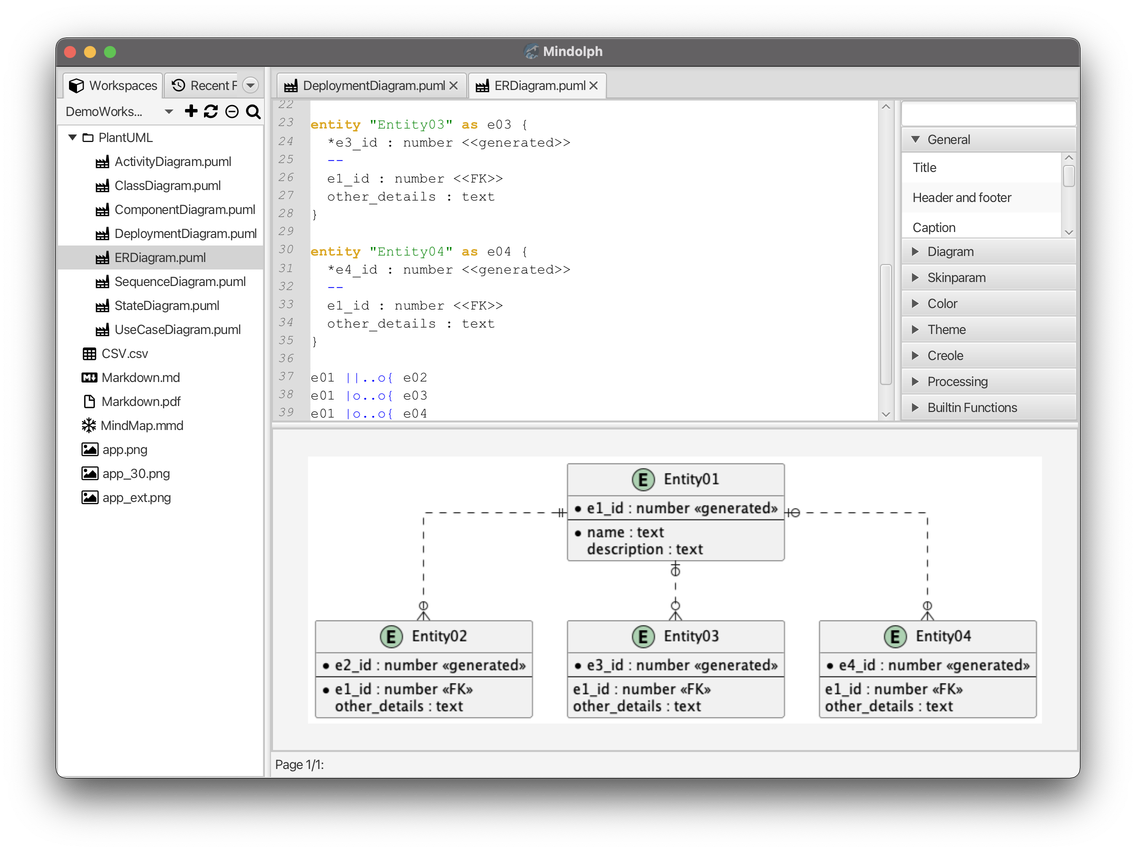 Mindolph
Workspaces
Recent F
DemoWorks...
PlantUML
ActivityDiagram.puml
ClassDiagram.puml
ComponentDiagram.puml
DeploymentDiagram.puml
ERDiagram.puml
SequenceDiagram.puml
StateDiagram.puml
UseCaseDiagram.puml
CSV.csv
Markdown.md
Markdown.pdf
MindMap.mmd
app.png
app_30.png
app_ext.png
DeploymentDiagram.puml
ERDiagram.puml
22
23 entity "Entity03" as e03 {
24 *e3_id : number <<generated>>
25 --
26 e1_id : number <<FK>>
27 other_details : text
28 }
29
30 entity "Entity04" as e04 {
31 *e4_id : number <<generated>>
32 --
33 e1_id : number <<FK>>
34 other_details : text
35 }
36
37 e01 ||..o{ e02
38 e01 |o..o{ e03
39 e01 |o..o{ e04
General
Title
Header and footer
Caption
Diagram
Skinparam
Color
Theme
Creole
Processing
Builtin Functions
E Entity01
e1_id : number «generated»
name : text
description : text
E Entity02
e2_id : number «generated»
e1_id : number «FK»
other_details : text
E Entity03
e3_id : number «generated»
e1_id : number «FK»
other_details : text
E Entity04
e4_id : number «generated»
e1_id : number «FK»
other_details : text
Page 1/1: